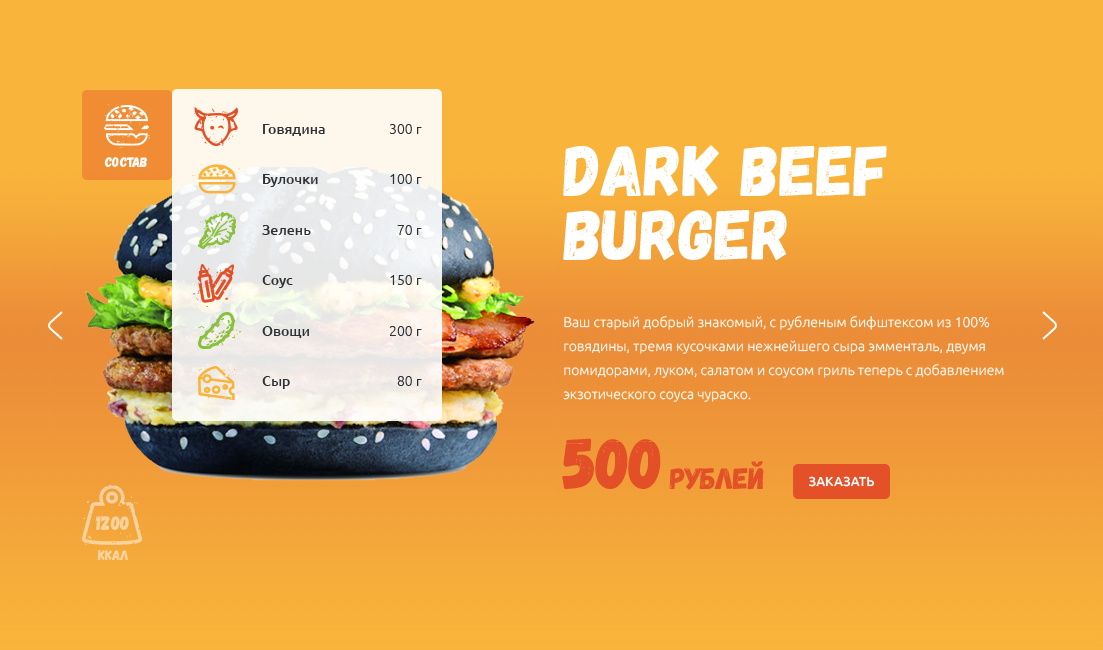 СОСТАВ
Говядина 300 г
Булочки 100 г
Зелень 70 г
Соус 150 г
Овощи 200 г
Сыр 80 г
1200
ККАЛ
DARK BEEF
BURGER
Ваш старый добрый знакомый, с рубленым бифштексом из 100%
говядины, тремя кусочками нежнейшего сыра эмменталь, двумя
помидорами, луком, салатом и соусом гриль теперь с добавлением
экзотического соуса чураско.
500 РУБЛЕЙ
ЗАКАЗАТЬ